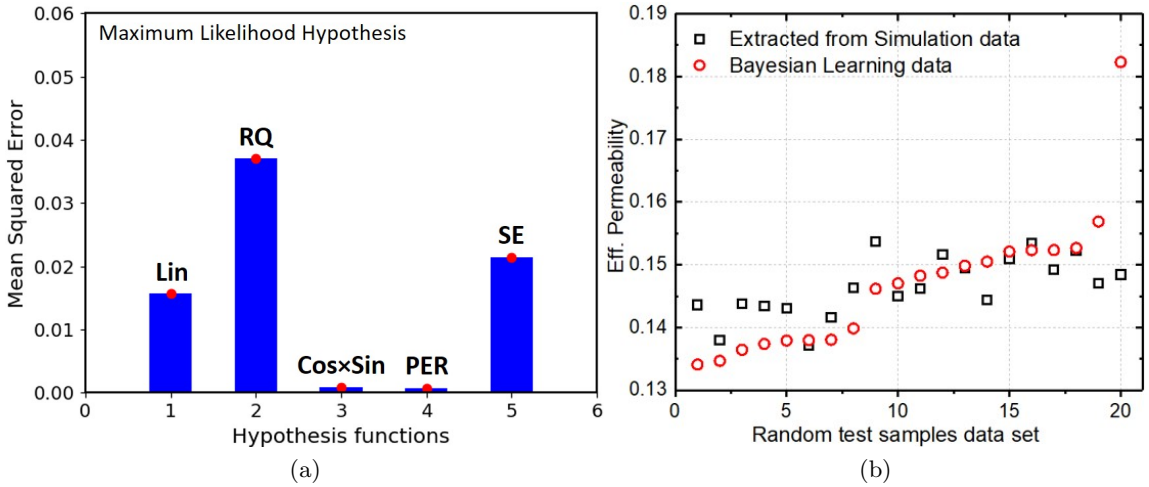 Maximum Likelihood Hypothesis
Mean Squared Error
0.06
0.05
0.04
0.03
0.02
0.01
0.00
Lin
RQ
Cos×Sin
PER
SE
0 1 2 3 4 5 6
Hypothesis functions
(a)
Extracted from Simulation data
Bayesian Learning data
Eff. Permeability
0.19
0.18
0.17
0.16
0.15
0.14
0.13
0 5 10 15 20
Random test samples data set
(b)